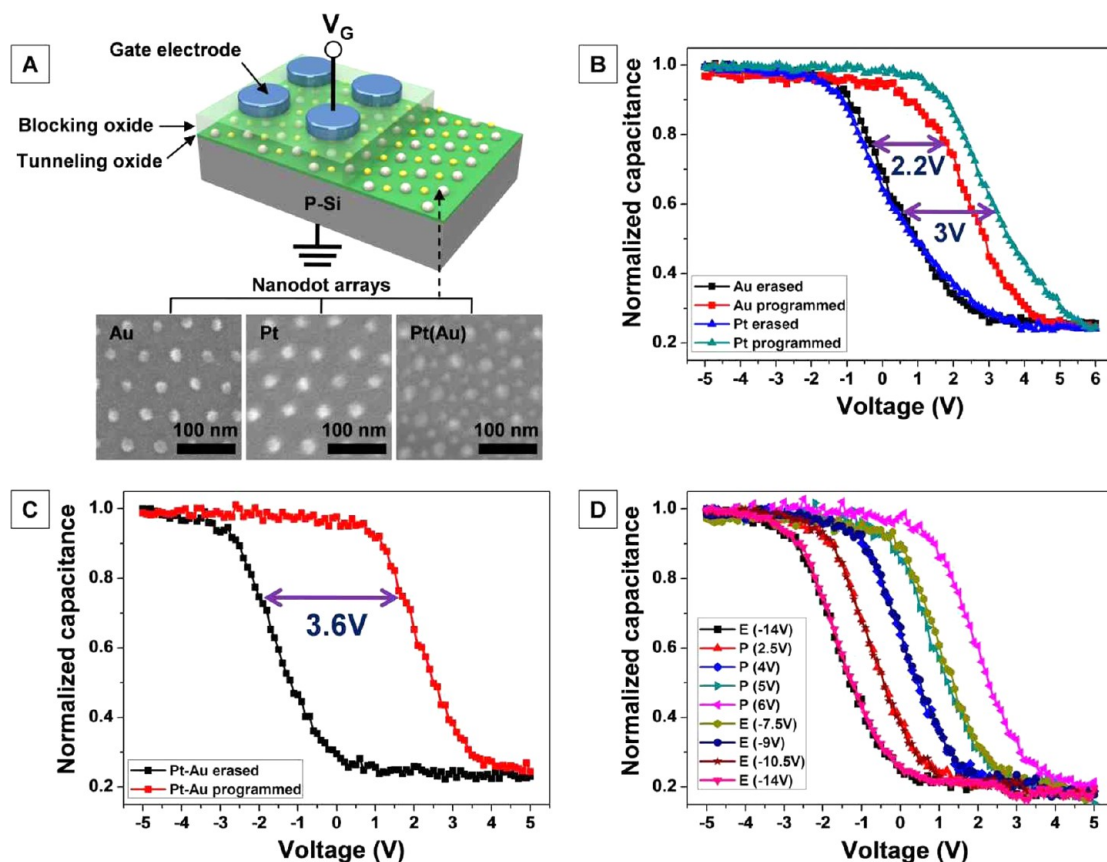 A
V_G
Gate electrode
Blocking oxide
Tunneling oxide
P-Si
Nanodot arrays
Au
Pt
Pt(Au)
100 nm
100 nm
100 nm
B
Normalized capacitance
1.0
0.8
0.6
0.4
0.2
2.2V
3V
Au erased
Au programmed
Pt erased
Pt programmed
-5 -4 -3 -2 -1 0 1 2 3 4 5 6
Voltage (V)
C
Normalized capacitance
1.0
0.8
0.6
0.4
0.2
3.6V
Pt-Au erased
Pt-Au programmed
-5 -4 -3 -2 -1 0 1 2 3 4 5
Voltage (V)
D
Normalized capacitance
1.0
0.8
0.6
0.4
0.2
E (-14V)
P (2.5V)
P (4V)
P (5V)
P (6V)
E (-7.5V)
E (-9V)
E (-10.5V)
E (-14V)
-5 -4 -3 -2 -1 0 1 2 3 4 5
Voltage (V)